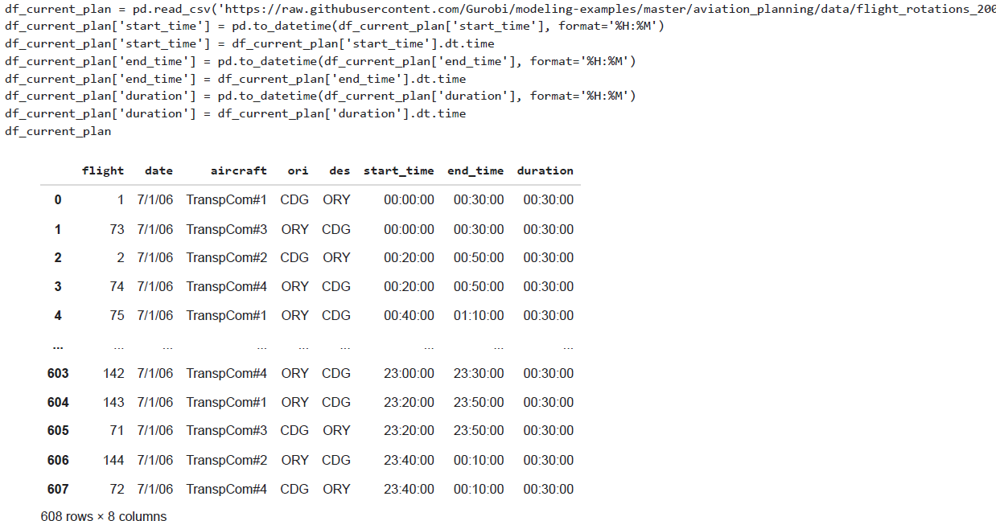 df_current_plan = pd.read_csv('https://raw.githubusercontent.com/Gurobi/modeling-examples/master/aviation_planning/data/flight_rotations_200
df_current_plan['start_time'] = pd.to_datetime(df_current_plan['start_time'], format='%H:%M')
df_current_plan['start_time'] = df_current_plan['start_time'].dt.time
df_current_plan['end_time'] = pd.to_datetime(df_current_plan['end_time'], format='%H:%M')
df_current_plan['end_time'] = df_current_plan['end_time'].dt.time
df_current_plan['duration'] = pd.to_datetime(df_current_plan['duration'], format='%H:%M')
df_current_plan['duration'] = df_current_plan['duration'].dt.time
df_current_plan
flight date aircraft ori des start_time end_time duration
0 1 7/1/06 TranspCom#1 CDG ORY 00:00:00 00:30:00 00:30:00
1 73 7/1/06 TranspCom#3 ORY CDG 00:00:00 00:30:00 00:30:00
2 2 7/1/06 TranspCom#2 CDG ORY 00:20:00 00:50:00 00:30:00
3 74 7/1/06 TranspCom#4 ORY CDG 00:20:00 00:50:00 00:30:00
4 75 7/1/06 TranspCom#1 ORY CDG 00:40:00 01:10:00 00:30:00
... ... ... ... ... ... ... ... ...
603 142 7/1/06 TranspCom#4 ORY CDG 23:00:00 23:30:00 00:30:00
604 143 7/1/06 TranspCom#1 ORY CDG 23:20:00 23:50:00 00:30:00
605 71 7/1/06 TranspCom#3 CDG ORY 23:20:00 23:50:00 00:30:00
606 144 7/1/06 TranspCom#2 ORY CDG 23:40:00 00:10:00 00:30:00
607 72 7/1/06 TranspCom#4 CDG ORY 23:40:00 00:10:00 00:30:00
608 rows × 8 columns